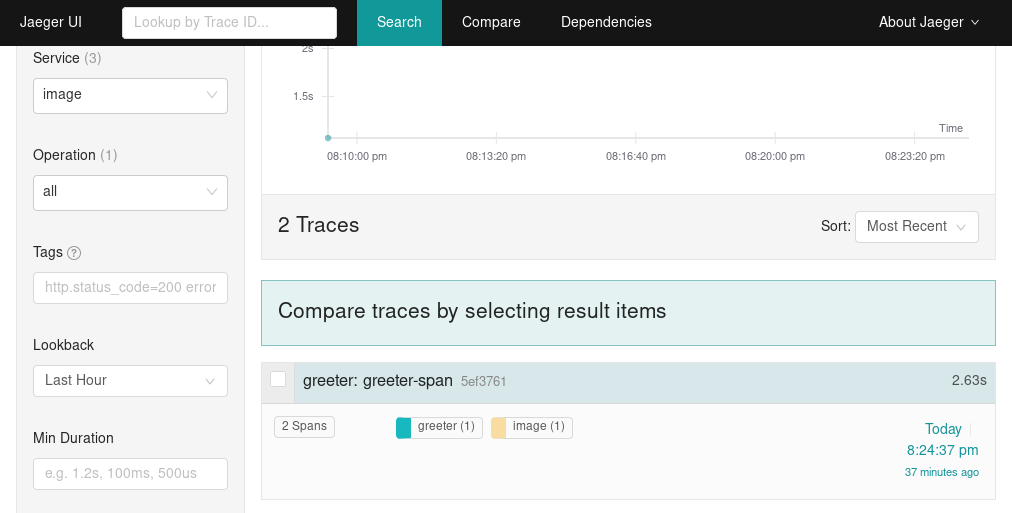 Jaeger UI
Lookup by Trace ID...
Search
Compare
Dependencies
About Jaeger
Service (3)
image
Operation (1)
all
Tags ?
http.status_code=200 error
Lookback
Last Hour
Min Duration
e.g. 1.2s, 100ms, 500us
2s
1.5s
Time
08:10:00 pm 08:13:20 pm 08:16:40 pm 08:20:00 pm 08:23:20 pm
2 Traces
Sort: Most Recent
Compare traces by selecting result items
greeter: greeter-span 5ef3761 2.63s
2 Spans greeter (1) image (1) Today
8:24:37 pm
37 minutes ago